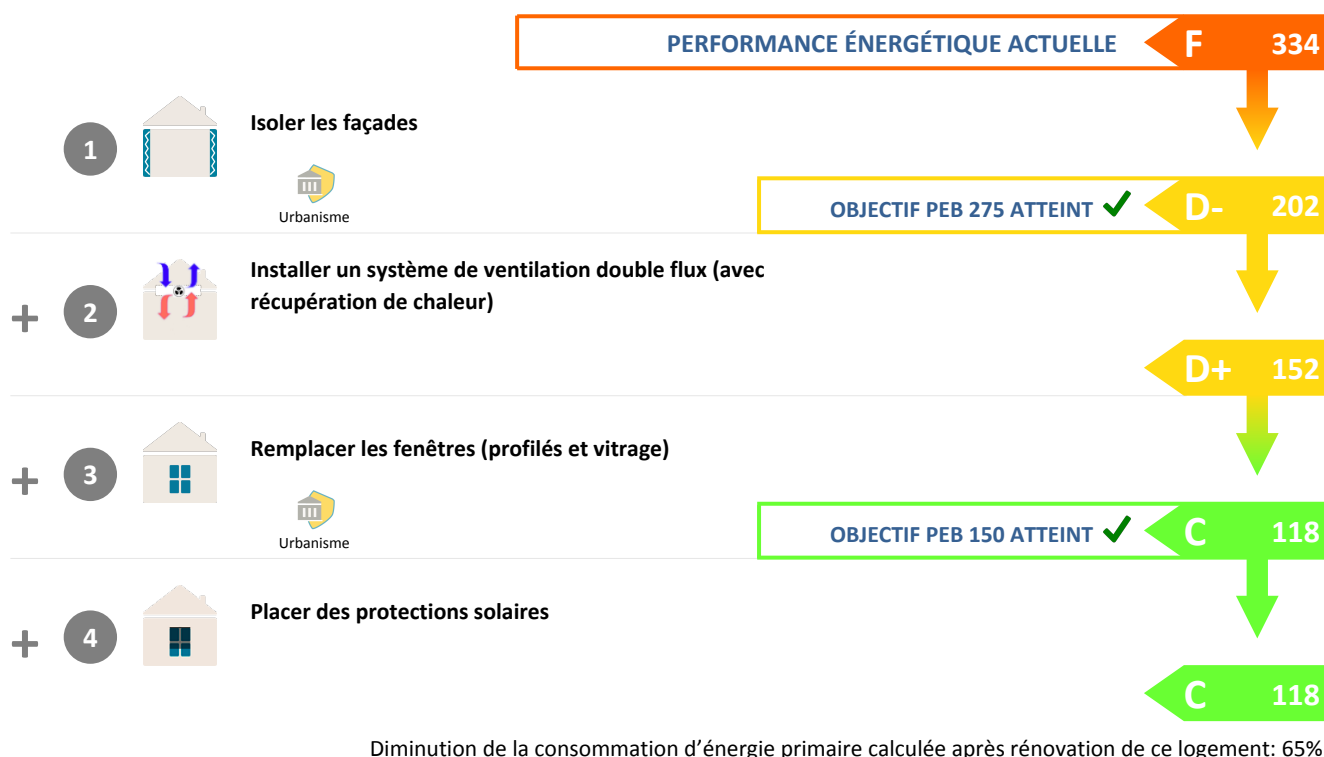 PERFORMANCE ÉNERGÉTIQUE ACTUELLE F 334
1 Isoler les façades
Urbanisme
OBJECTIF PEB 275 ATTEINT ✓ D- 202
+ 2 Installer un système de ventilation double flux (avec
récupération de chaleur)
D+ 152
+ 3 Remplacer les fenêtres (profilés et vitrage)
Urbanisme
OBJECTIF PEB 150 ATTEINT ✓ C 118
+ 4 Placer des protections solaires
C 118
Diminution de la consommation d’énergie primaire calculée après rénovation de ce logement: 65%